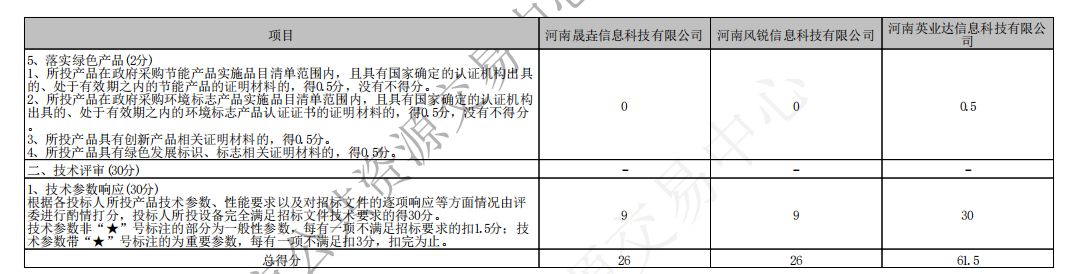 项目 河南晟垚信息科技有限公司 河南风锐信息科技有限公司 河南英业达信息科技有限公司
5、落实绿色产品(2分)
1、所投产品在政府采购节能产品实施品目清单范围内，且具有国家确定的认证机构出具
的、处于有效期之内的节能产品的证明材料的，得0.5分，没有不得分。
2、所投产品在政府采购环境标志产品实施品目清单范围内，且具有国家确定的认证机构
出具的、处于有效期之内的环境标志产品认证证书的证明材料的，得0.5分，没有不得分
。
3、所投产品具有创新产品相关证明材料的，得0.5分。
4、所投产品具有绿色发展标识、标志相关证明材料的，得0.5分。
0 0 0.5
二、技术评审(30分) - - -
1、技术参数响应(30分)
根据各投标人所投产品技术参数、性能要求以及对招标文件的逐项响应等方面情况由评
委进行酌情打分，投标人所投设备完全满足招标文件技术要求的得30分。
技术参数非“★”号标注的部分为一般性参数，每有一项不满足招标要求的扣1.5分；技
术参数带“★”号标注的为重要参数，每有一项不满足扣3分，扣完为止。
9 9 30
总得分 26 26 61.5
公共资源交易中心
源交易中心